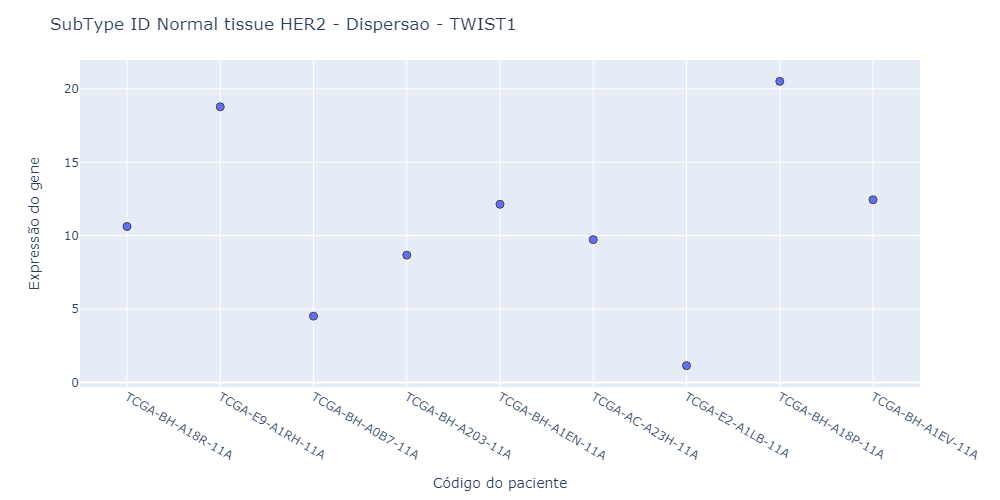 SubType ID Normal tissue HER2 - Dispersao - TWIST1
Expressão do gene
20
15
10
5
0
TCGA-BH-A18R-11A
TCGA-E9-A1RH-11A
TCGA-BH-A0B7-11A
TCGA-BH-A203-11A
TCGA-BH-A1EN-11A
TCGA-AC-A23H-11A
TCGA-E2-A1LB-11A
TCGA-BH-A18P-11A
TCGA-BH-A1EV-11A
Código do paciente